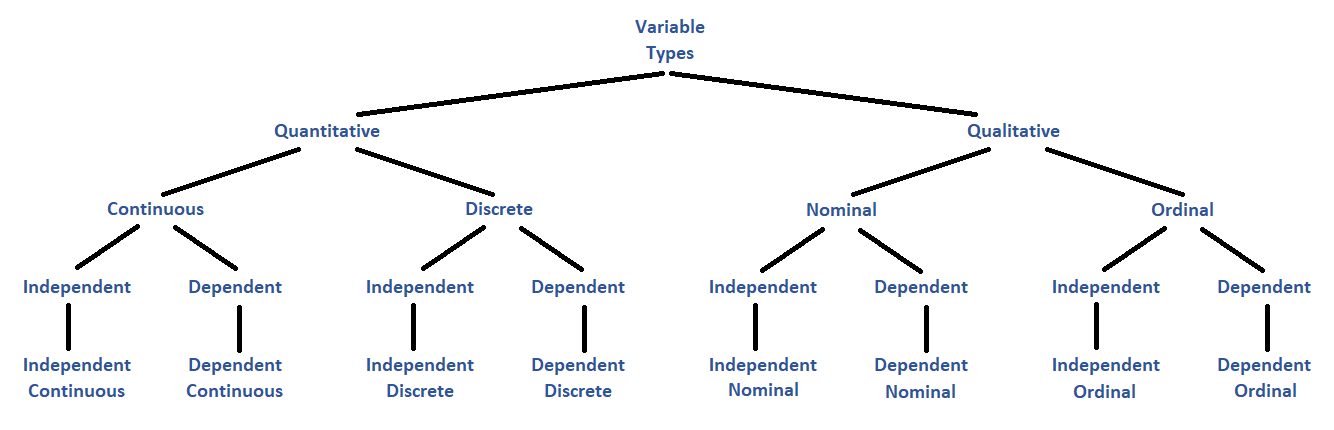 Variable
Types
Quantitative
Qualitative
Continuous
Discrete
Nominal
Ordinal
Independent
Dependent
Independent
Dependent
Independent
Dependent
Independent
Dependent
Independent
Continuous
Dependent
Continuous
Independent
Discrete
Dependent
Discrete
Independent
Nominal
Dependent
Nominal
Independent
Ordinal
Dependent
Ordinal